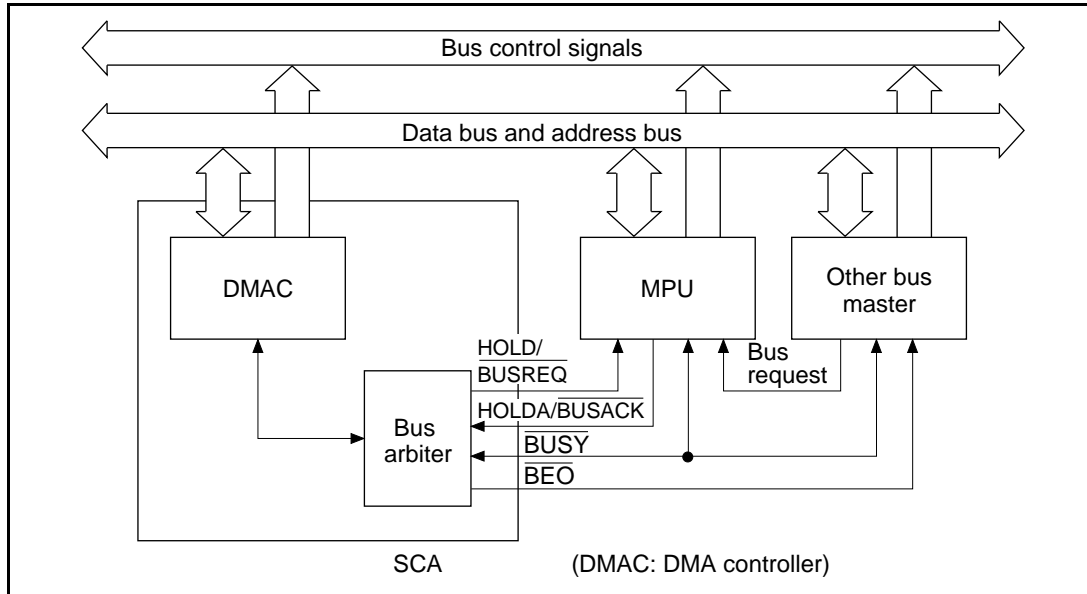 Bus control signals
Data bus and address bus
DMAC
MPU
Other bus
master
HOLD/
BUSREQ
Bus
request
HOLDA/BUSACK
Bus
arbiter
BUSY
BEO
SCA
(DMAC: DMA controller)